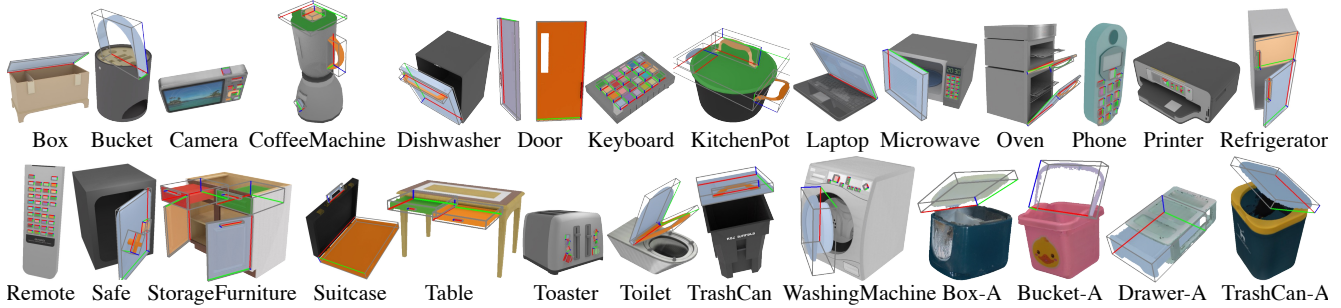 Box Bucket Camera CoffeeMachine Dishwasher Door Keyboard KitchenPot Laptop Microwave Oven Phone Printer Refrigerator
Remote Safe StorageFurniture Suitcase Table Toaster Toilet TrashCan WashingMachine Box-A Bucket-A Drawer-A TrashCan-A